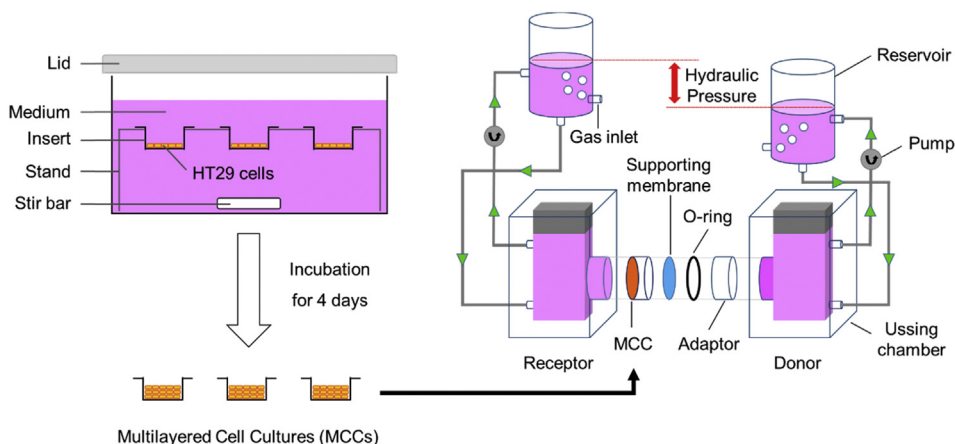 Lid
Medium
Insert
HT29 cells
Stand
Stir bar
Incubation
for 4 days
Multilayered Cell Cultures (MCCs)
Hydraulic
Pressure
Reservoir
Gas inlet
Pump
Supporting
membrane
O-ring
MCC
Adaptor
Receptor
Donor
Ussing
chamber